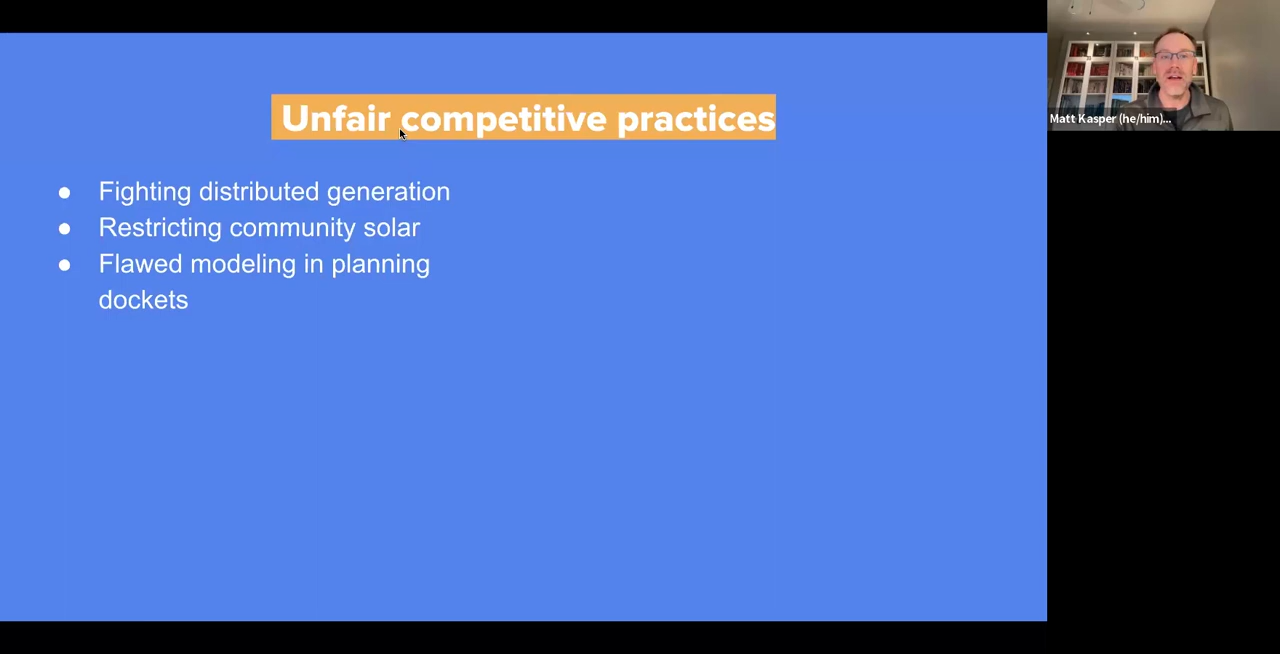 Unfair competitive practices
● Fighting distributed generation
● Restricting community solar
● Flawed modeling in planning
dockets
Matt Kasper (he/him)...